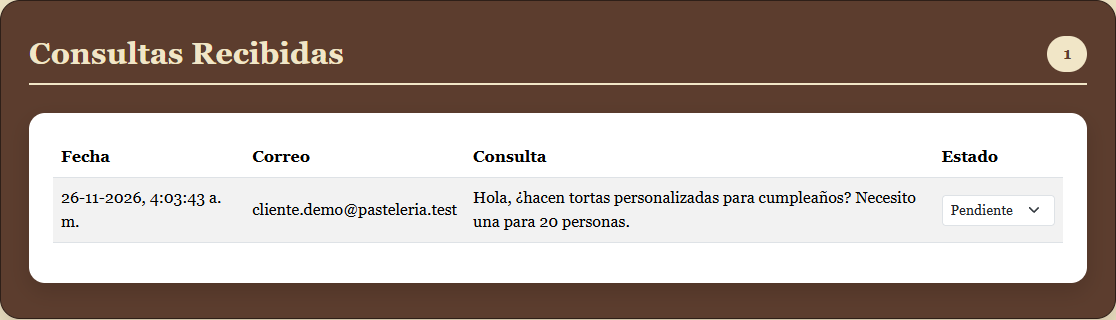 Consultas Recibidas
1
Fecha Correo Consulta Estado
26-11-2026, 4:03:43 a.
m.
cliente.demo@pasteleria.test
Hola, ¿hacen tortas personalizadas para cumpleaños? Necesito
una para 20 personas.
Pendiente